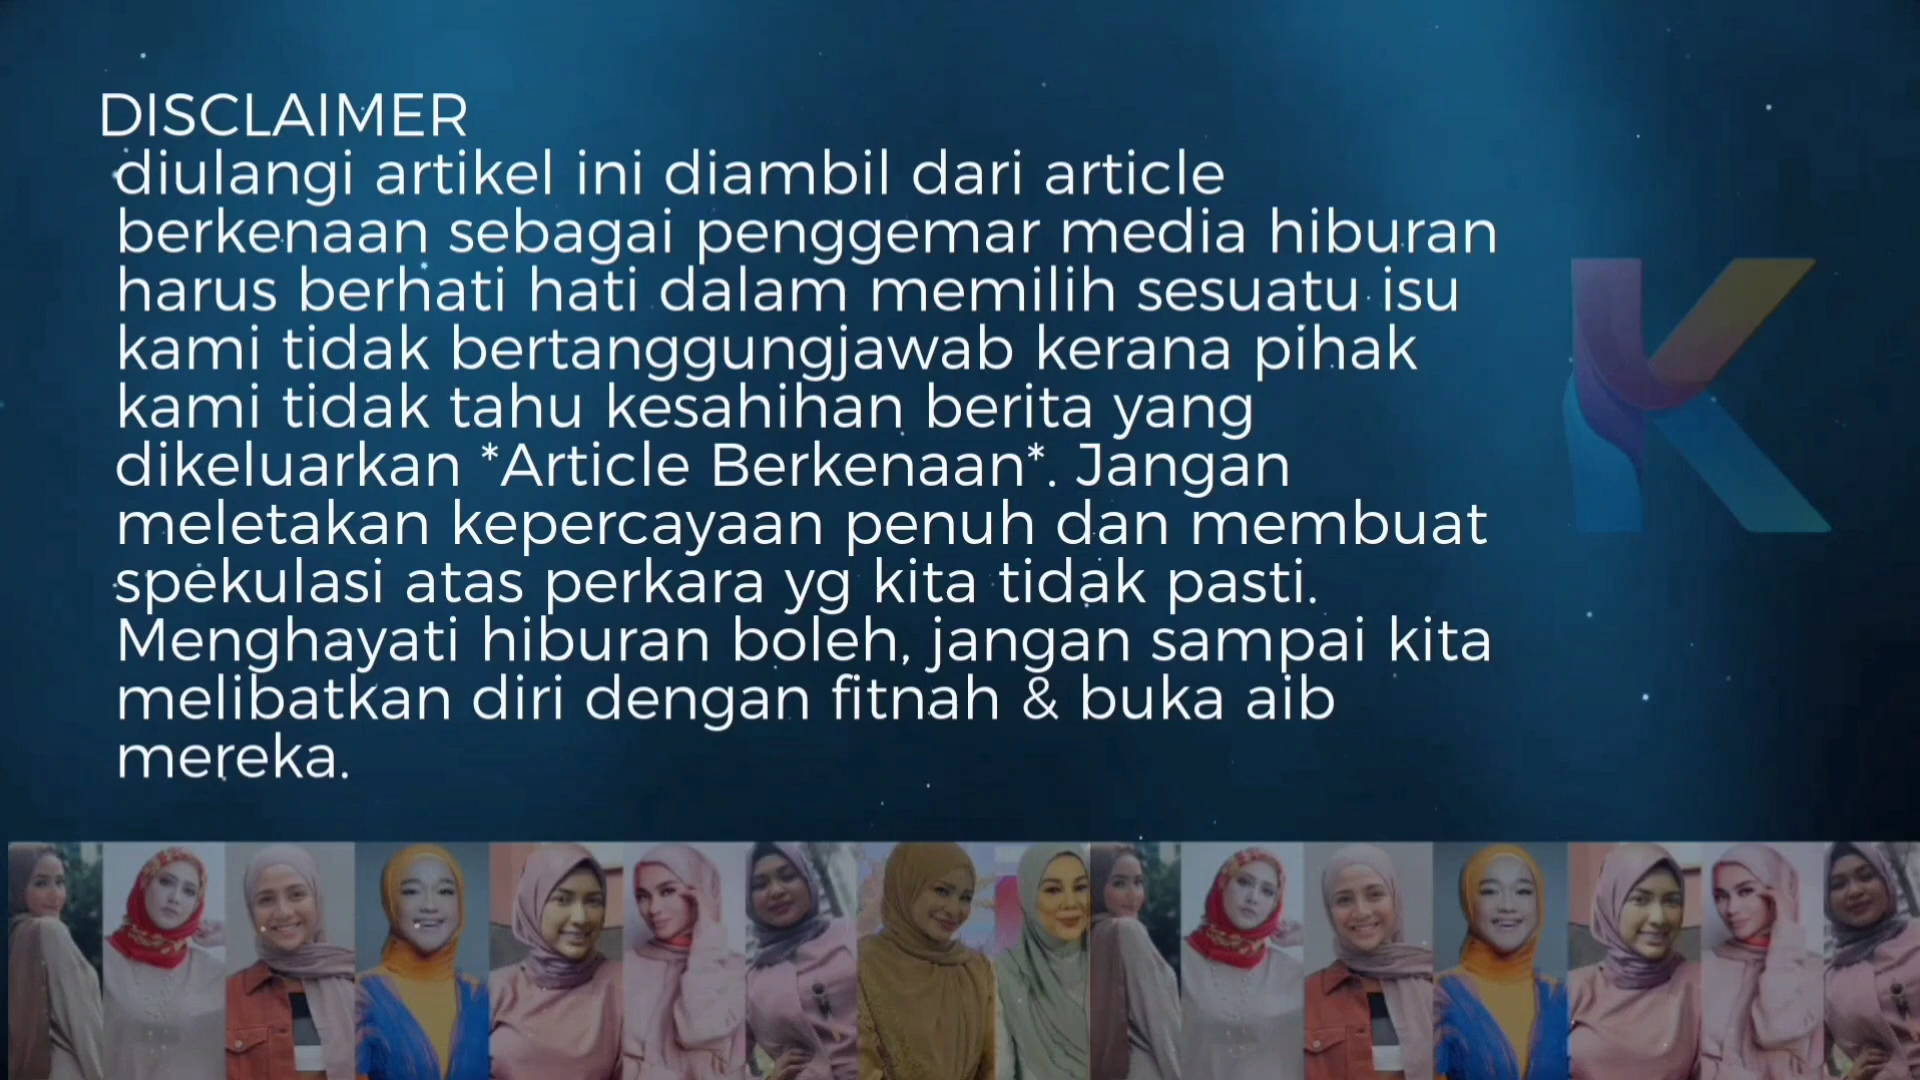 DISCLAIMER
diulangi artikel ini diambil dari article
berkenaan sebagai penggemar media hiburan
harus berhati hati dalam memilih sesuatu isu
kami tidak bertanggungjawab kerana pihak
kami tidak tahu kesahihan berita yang
dikeluarkan *Article Berkenaan*. Jangan
meletakan kepercayaan penuh dan membuat
spekulasi atas perkara yg kita tidak pasti.
Menghayati hiburan boleh, jangan sampai kita
melibatkan diri dengan fitnah & buka aib
mereka.
K